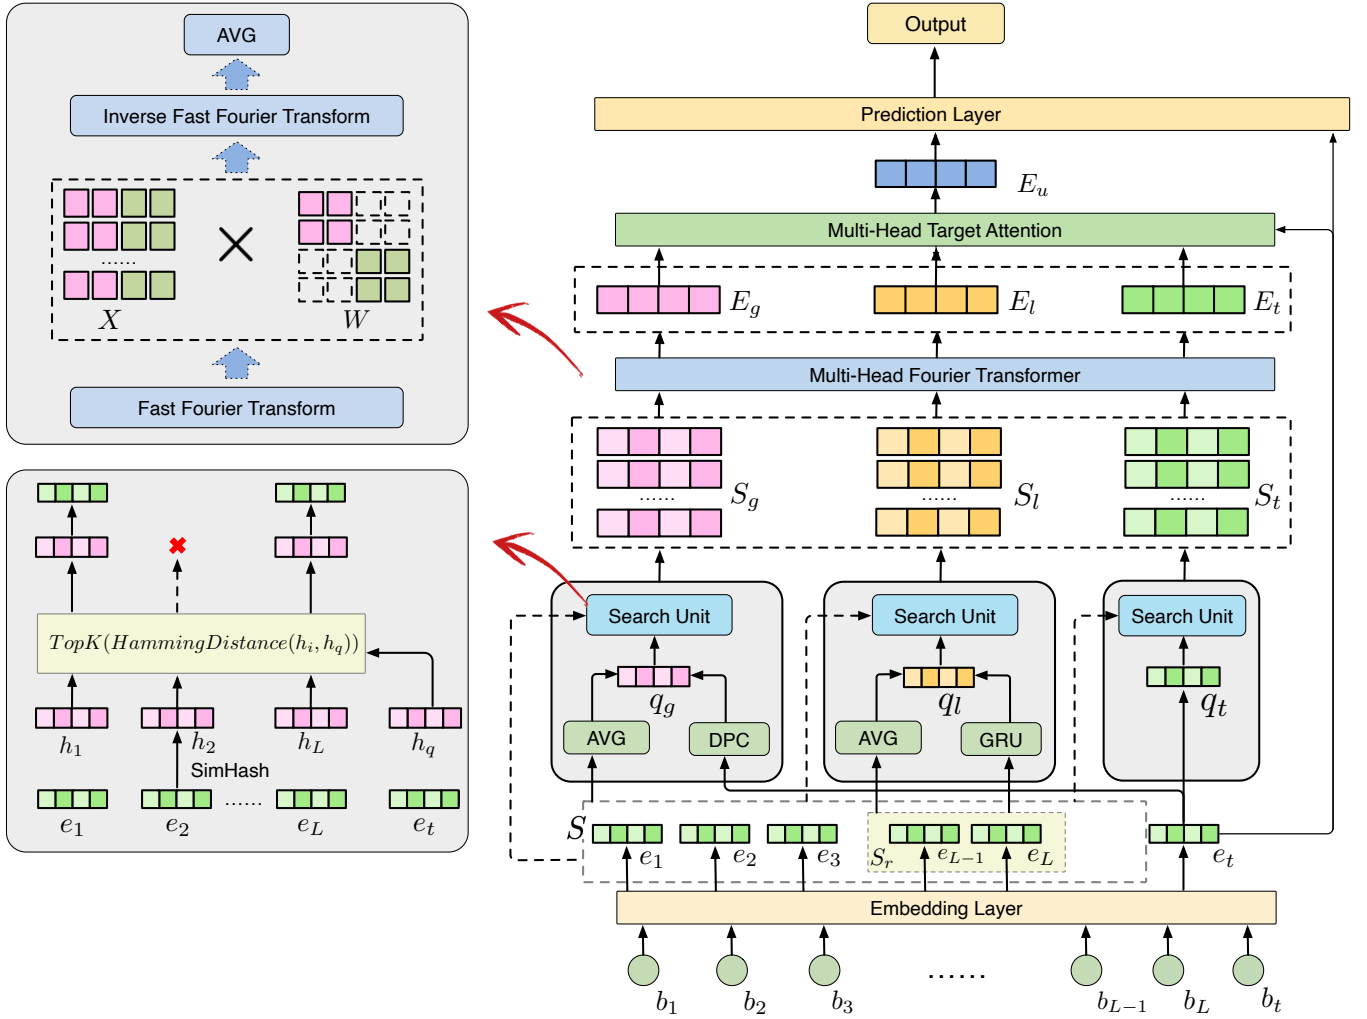 AVG
Inverse Fast Fourier Transform
X
W
......
Fast Fourier Transform
TopK(HammingDistance(h_i, h_q))
h_1
h_2
h_L
h_q
SimHash
......
e_1
e_2
e_L
e_t
Output
Prediction Layer
E_u
Multi-Head Target Attention
E_g
E_l
E_t
Multi-Head Fourier Transformer
......
S_g
......
S_l
......
S_t
Search Unit
Search Unit
Search Unit
q_g
q_l
q_t
AVG
DPC
AVG
GRU
S
e_1
e_2
e_3
S_r
e_{L-1}
e_L
e_t
Embedding Layer
b_1
b_2
b_3
......
b_{L-1}
b_L
b_t